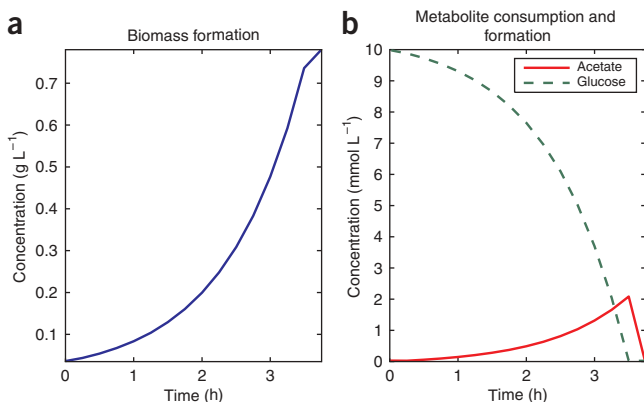 a
Biomass formation
Concentration (g L⁻¹)
0.7
0.6
0.5
0.4
0.3
0.2
0.1
0 1 2 3
Time (h)
b
Metabolite consumption and
formation
Acetate
Glucose
Concentration (mmol L⁻¹)
10
9
8
7
6
5
4
3
2
1
0
0 1 2 3
Time (h)